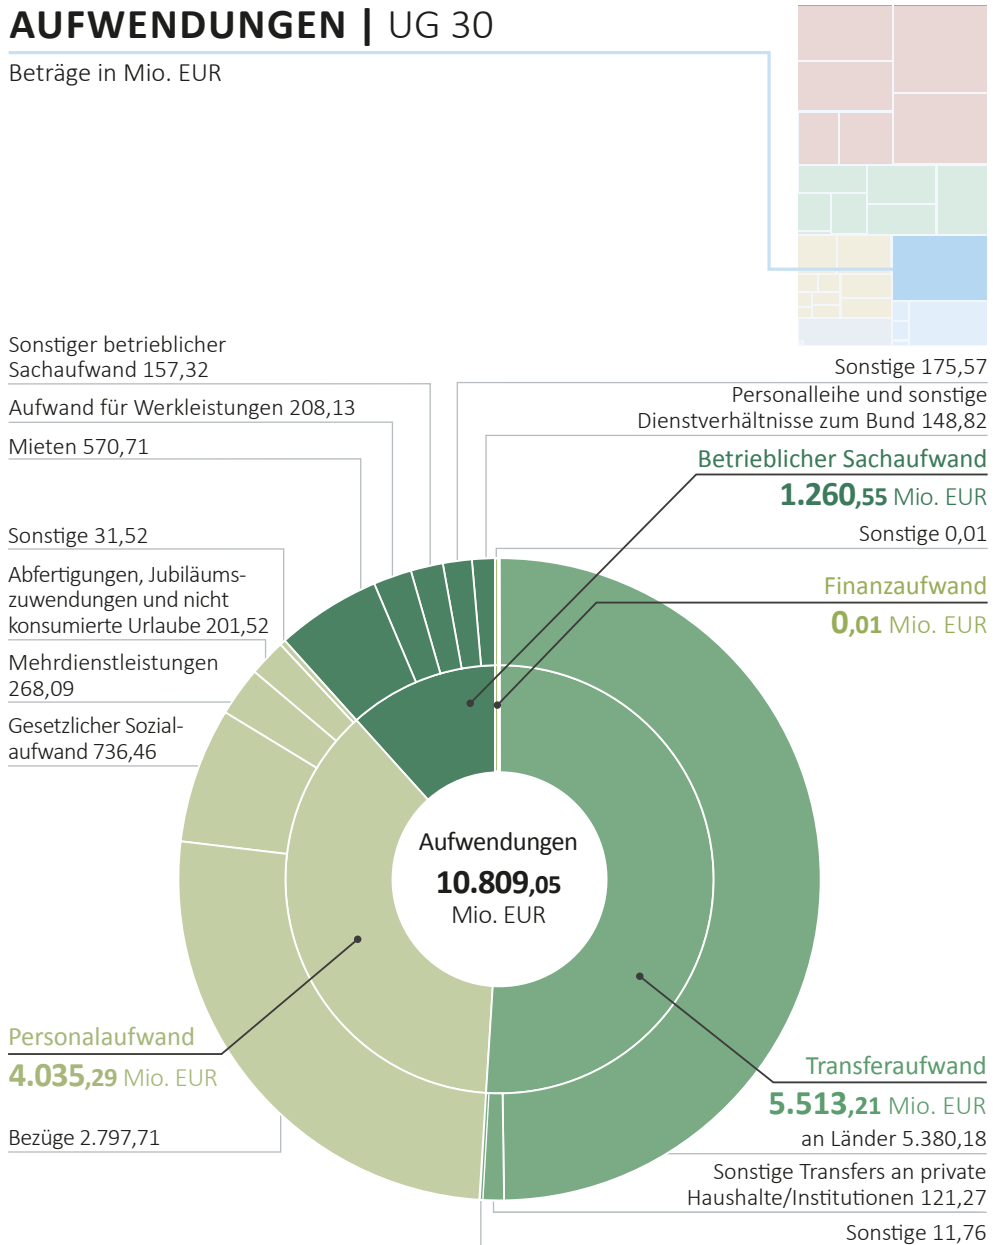 AUFWENDUNGEN | UG 30
Beträge in Mio. EUR
Sonstiger betrieblicher
Sachaufwand 157,32
Aufwand für Werkleistungen 208,13
Mieten 570,71
Sonstige 31,52
Abfertigungen, Jubiläums-
zuwendungen und nicht
konsumierte Urlaube 201,52
Mehrdienstleistungen
268,09
Gesetzlicher Sozial-
aufwand 736,46
Sonstige 175,57
Personalleihe und sonstige
Dienstverhältnisse zum Bund 148,82
Betrieblicher Sachaufwand
1.260,55 Mio. EUR
Sonstige 0,01
Finanzaufwand
0,01 Mio. EUR
Aufwendungen
10.809,05
Mio. EUR
Personalaufwand
4.035,29 Mio. EUR
Bezüge 2.797,71
Transferaufwand
5.513,21 Mio. EUR
an Länder 5.380,18
Sonstige Transfers an private
Haushalte/Institutionen 121,27
Sonstige 11,76